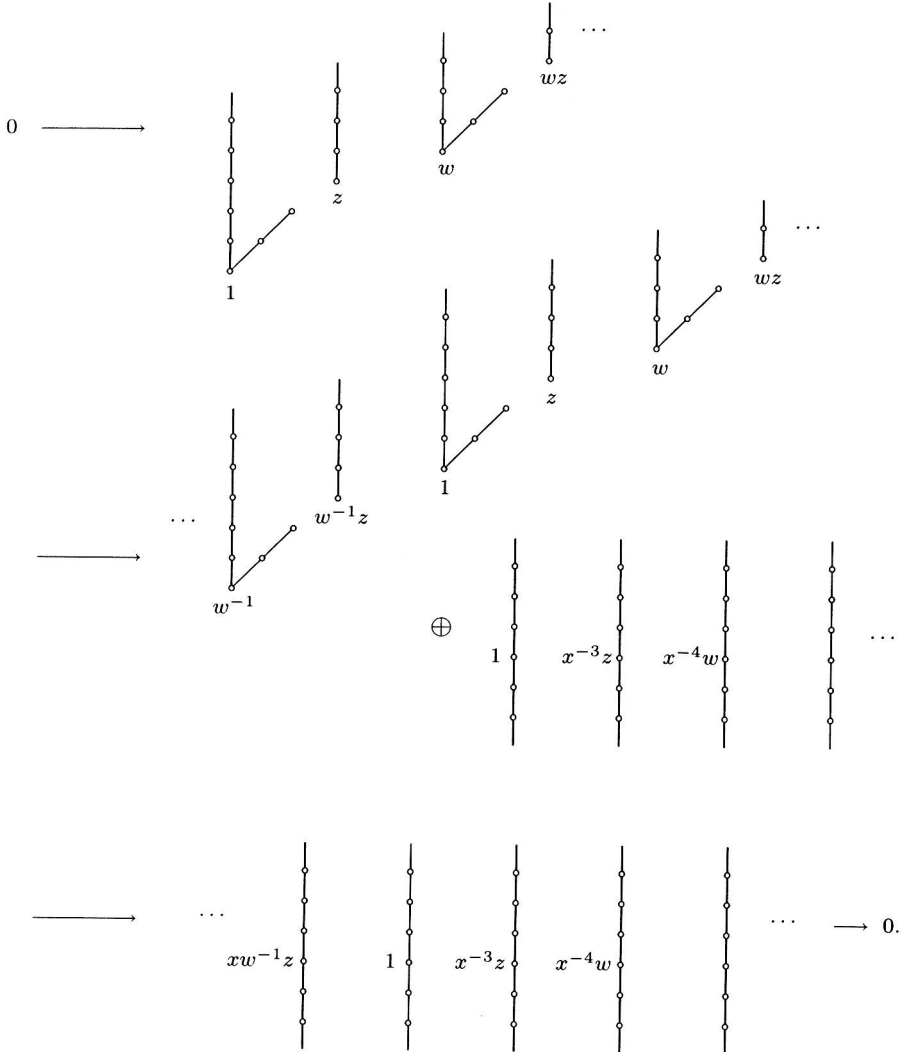 wz ...
0 ⟶ z w
1
wz ...
z w
1
... w^{-1}z
⟶ w^{-1}
⊕ 1 x^{-3}z x^{-4}w ...
⟶ ... xw^{-1}z 1 x^{-3}z x^{-4}w ... ⟶ 0.